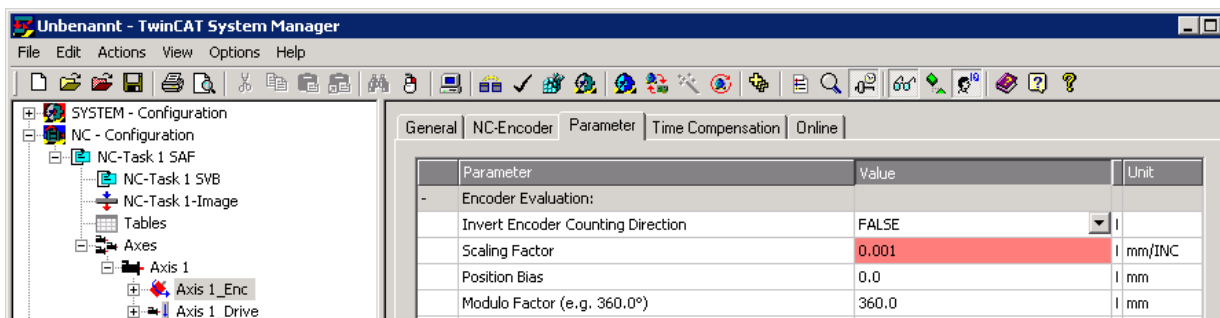 Unbenannt - TwinCAT System Manager
File Edit Actions View Options Help
SYSTEM - Configuration
NC - Configuration
NC-Task 1 SAF
NC-Task 1 SVB
NC-Task 1-Image
Tables
Axes
Axis 1
Axis 1_Enc
Axis 1_Drive
General NC-Encoder Parameter Time Compensation Online
Parameter Value Unit
- Encoder Evaluation:
Invert Encoder Counting Direction FALSE I
Scaling Factor 0.001 I mm/INC
Position Bias 0.0 I mm
Modulo Factor (e.g. 360.0°) 360.0 I mm